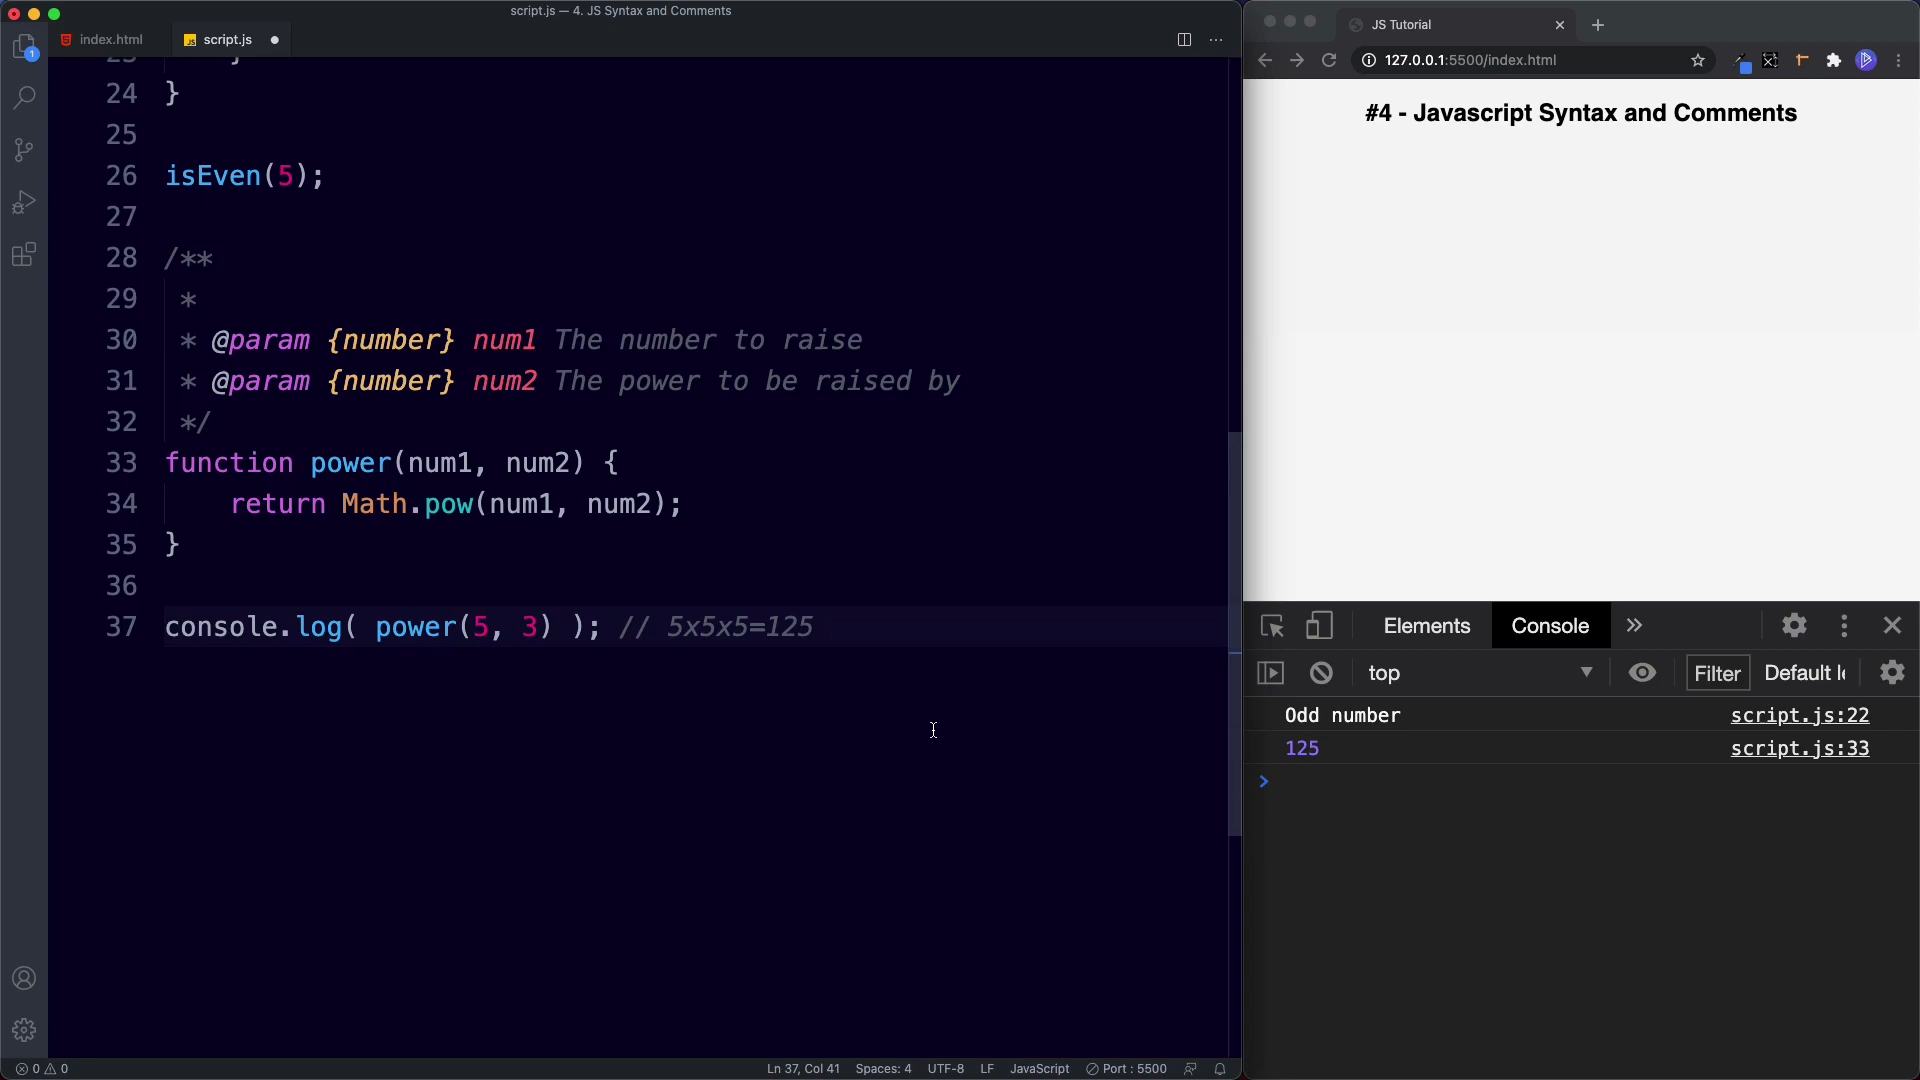 script.js — 4. JS Syntax and Comments
index.html
script.js
1
24 }
25
26 isEven(5);
27
28 /**
29 *
30 * @param {number} num1 The number to raise
31 * @param {number} num2 The power to be raised by
32 */
33 function power(num1, num2) {
34 return Math.pow(num1, num2);
35 }
36
37 console.log( power(5, 3) ); // 5x5x5=125
0 0
Ln 37, Col 41
Spaces: 4
UTF-8
LF
JavaScript
Port : 5500
JS Tutorial
127.0.0.1:5500/index.html
#4 - Javascript Syntax and Comments
Elements
Console
top
Filter
Default
Odd number script.js:22
125 script.js:33